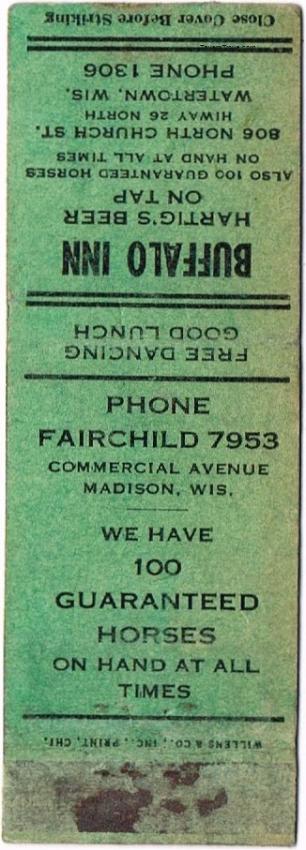 Close Cover Before Striking
PHONE 1306
WATERTOWN, WIS.
HIWAY 26 NORTH
806 NORTH CHURCH ST.
ON HAND AT ALL TIMES
ALSO 100 GUARANTEED HORSES
ON TAP
HARTIG'S BEER
BUFFALO INN
GOOD LUNCH
FREE DANCING
PHONE
FAIRCHILD 7953
COMMERCIAL AVENUE
MADISON, WIS.
WE HAVE
100
GUARANTEED
HORSES
ON HAND AT ALL
TIMES
WILLENS & CO., INC., PRINT, CHI.